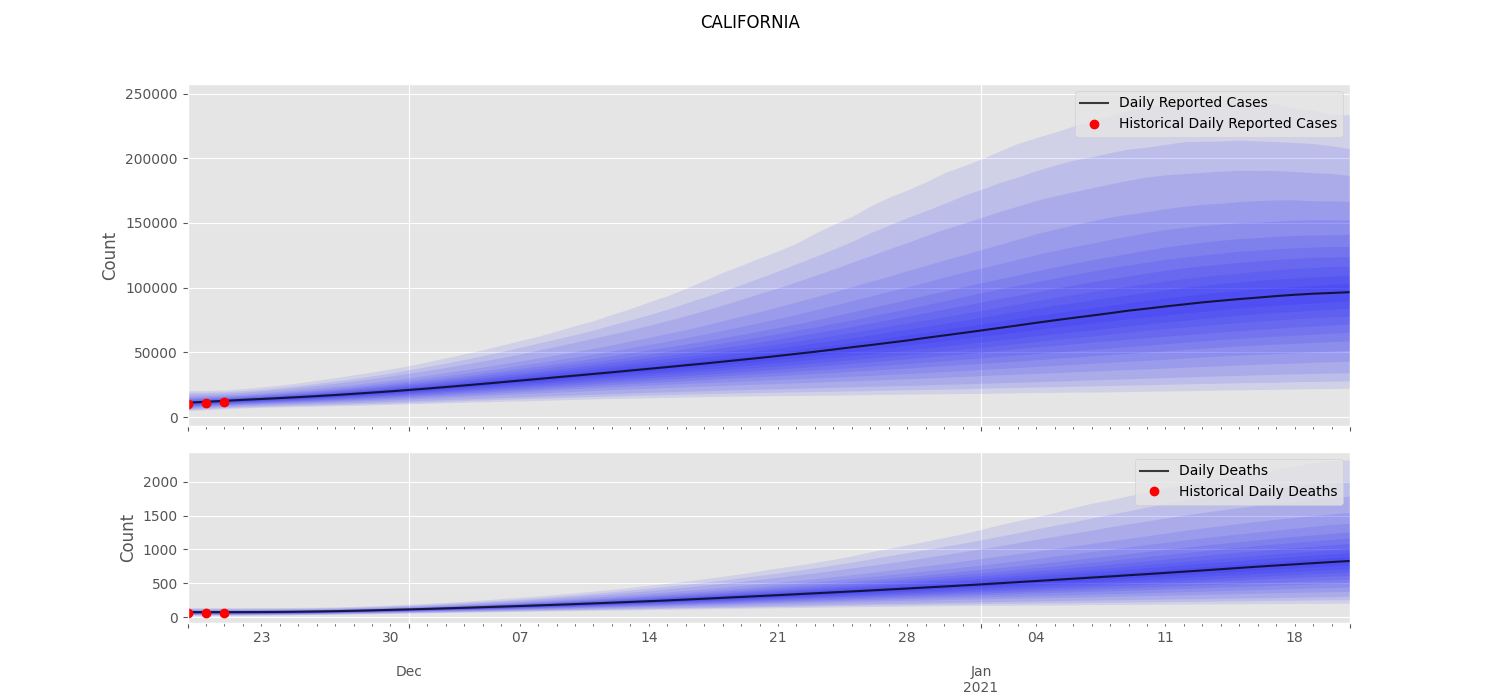 CALIFORNIA
250000
200000
150000
100000
50000
0
Count
Daily Reported Cases
Historical Daily Reported Cases
2000
1500
1000
500
0
Count
Daily Deaths
Historical Daily Deaths
23 30 07 14 21 28 04 11 18
Dec Jan
2021